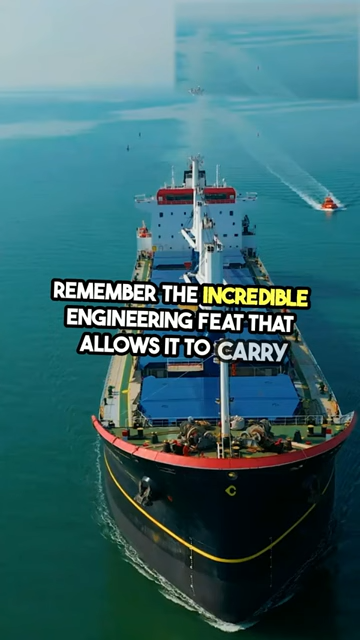 REMEMBER THE INCREDIBLE
ENGINEERING FEAT THAT
ALLOWS IT TO CARRY